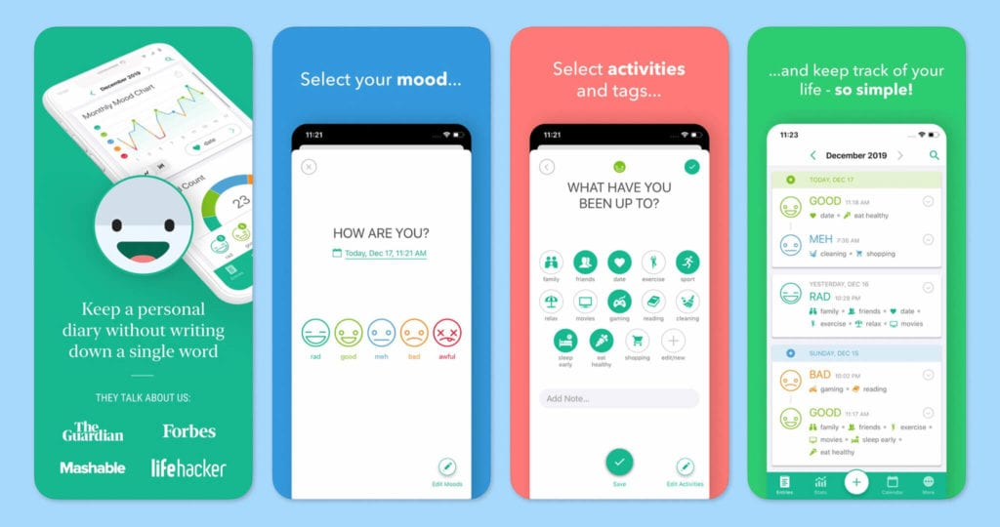 December 2019
Monthly Mood Chart
date
Count
23
rad
Entries
Keep a personal
diary without writing
down a single word
THEY TALK ABOUT US:
The Guardian
Forbes
Mashable
lifehacker
Select your mood...
11:21
HOW ARE YOU?
Today, Dec 17, 11:21 AM
rad good meh bad awful
Edit Moods
Select activities
and tags...
11:21
WHAT HAVE YOU
BEEN UP TO?
family friends date exercise sport
relax movies gaming reading cleaning
sleep early eat healthy shopping edit/new
Add Note...
Save
Edit Activities
...and keep track of your
life - so simple!
11:23
December 2019
TODAY, DEC 17
GOOD 11:18 AM
date • eat healthy
MEH 7:36 AM
cleaning • shopping
YESTERDAY, DEC 16
RAD 10:28 PM
family • friends • date •
exercise • relax • movies
SUNDAY, DEC 15
BAD 10:02 PM
gaming • reading
GOOD 11:17 AM
family • friends • exercise •
movies • sleep early •
eat healthy
Entries Stats + Calendar More